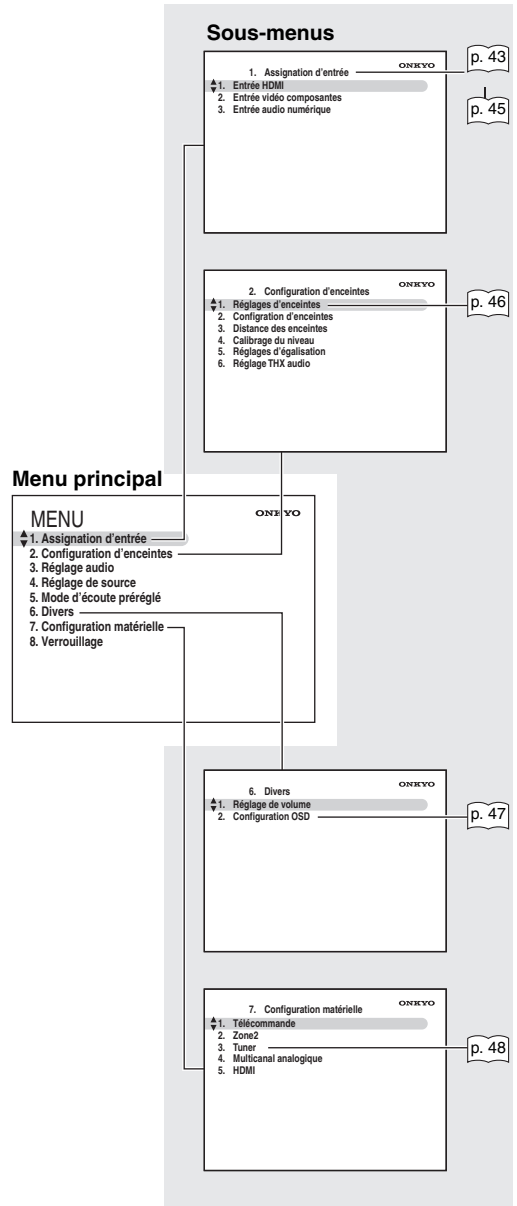 Sous-menus
ONKYO
1. Assignation d'entrée
1. Entrée HDMI
2. Entrée vidéo composantes
3. Entrée audio numérique
p. 43
p. 45
ONKYO
2. Configuration d'enceintes
1. Réglages d'enceintes
2. Configration d'enceintes
3. Distance des enceintes
4. Calibrage du niveau
5. Réglages d'égalisation
6. Réglage THX audio
p. 46
Menu principal
MENU
ONKYO
1. Assignation d'entrée
2. Configuration d'enceintes
3. Réglage audio
4. Réglage de source
5. Mode d'écoute préréglé
6. Divers
7. Configuration matérielle
8. Verrouillage
ONKYO
6. Divers
1. Réglage de volume
2. Configuration OSD
p. 47
ONKYO
7. Configuration matérielle
1. Télécommande
2. Zone2
3. Tuner
4. Multicanal analogique
5. HDMI
p. 48